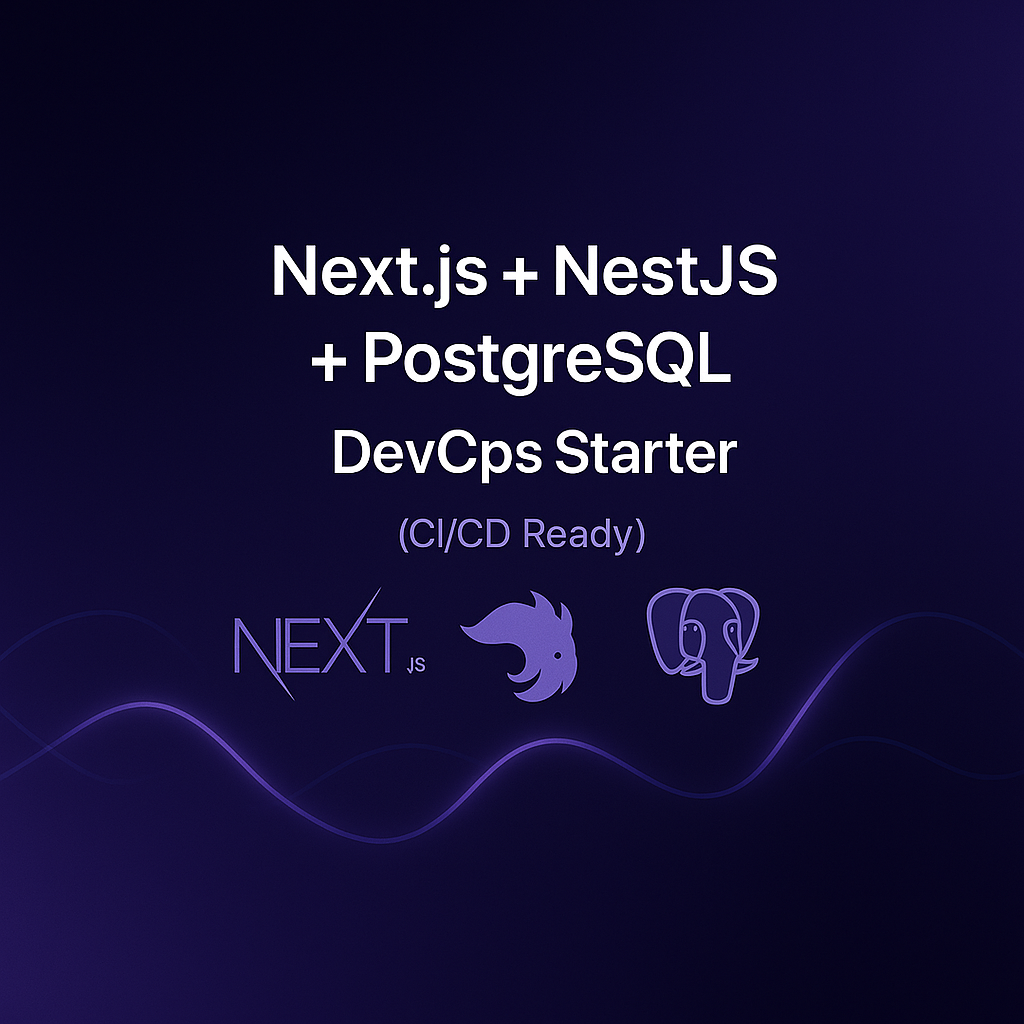 Next.js + NestJS
+ PostgreSQL
DevCps Starter
(CI/CD Ready)
NEXT.JS